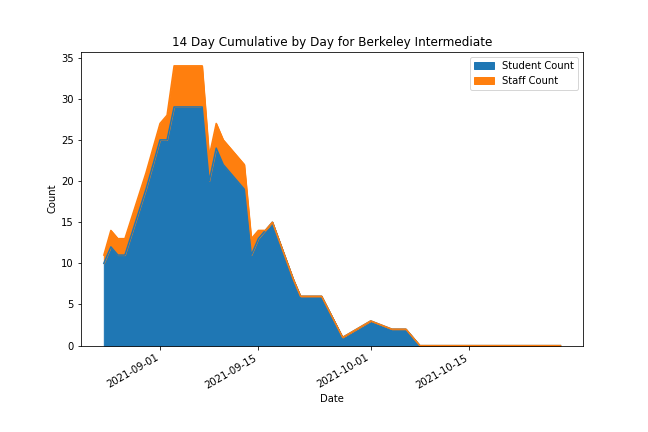 14 Day Cumulative by Day for Berkeley Intermediate
Student Count
Staff Count
Count
35
30
25
20
15
10
5
0
2021-09-01
2021-09-15
2021-10-01
2021-10-15
Date